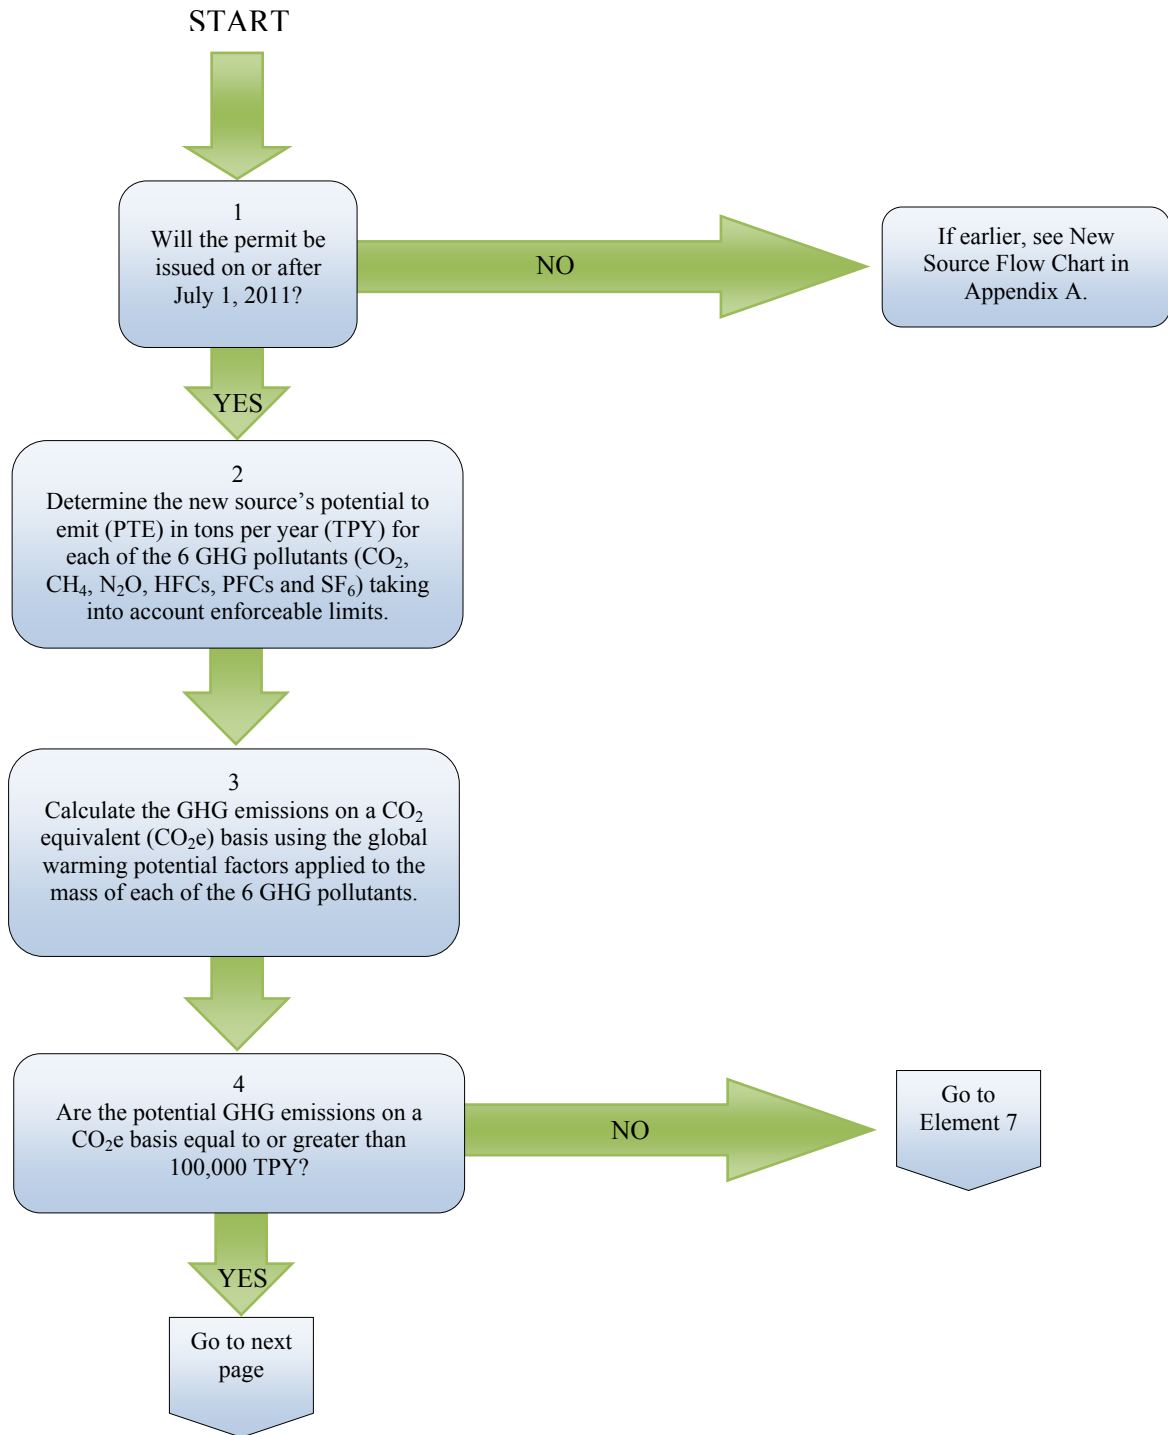 START
1
Will the permit be
issued on or after
July 1, 2011?
NO
If earlier, see New
Source Flow Chart in
Appendix A.
YES
2
Determine the new source’s potential to
emit (PTE) in tons per year (TPY) for
each of the 6 GHG pollutants (CO₂,
CH₄, N₂O, HFCs, PFCs and SF₆) taking
into account enforceable limits.
3
Calculate the GHG emissions on a CO₂
equivalent (CO₂e) basis using the global
warming potential factors applied to the
mass of each of the 6 GHG pollutants.
4
Are the potential GHG emissions on a
CO₂e basis equal to or greater than
100,000 TPY?
NO
Go to
Element 7
YES
Go to next
page